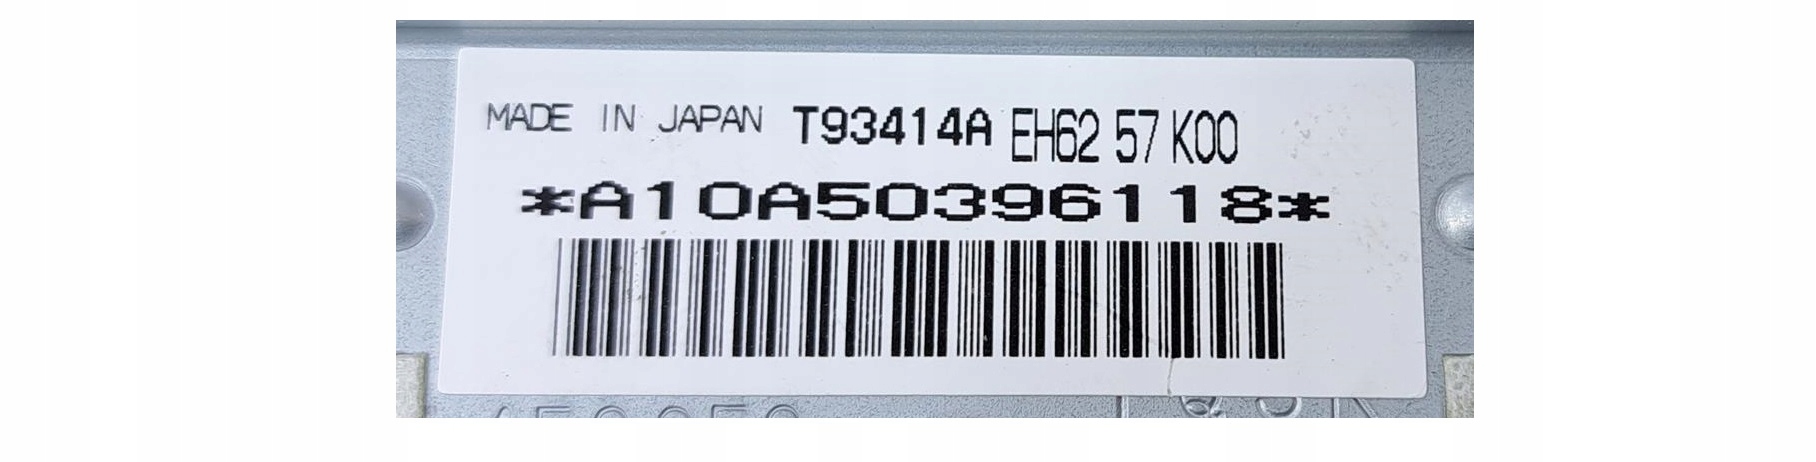 MADE IN JAPAN T93414A EH62 57 K00
*A10A50396118*